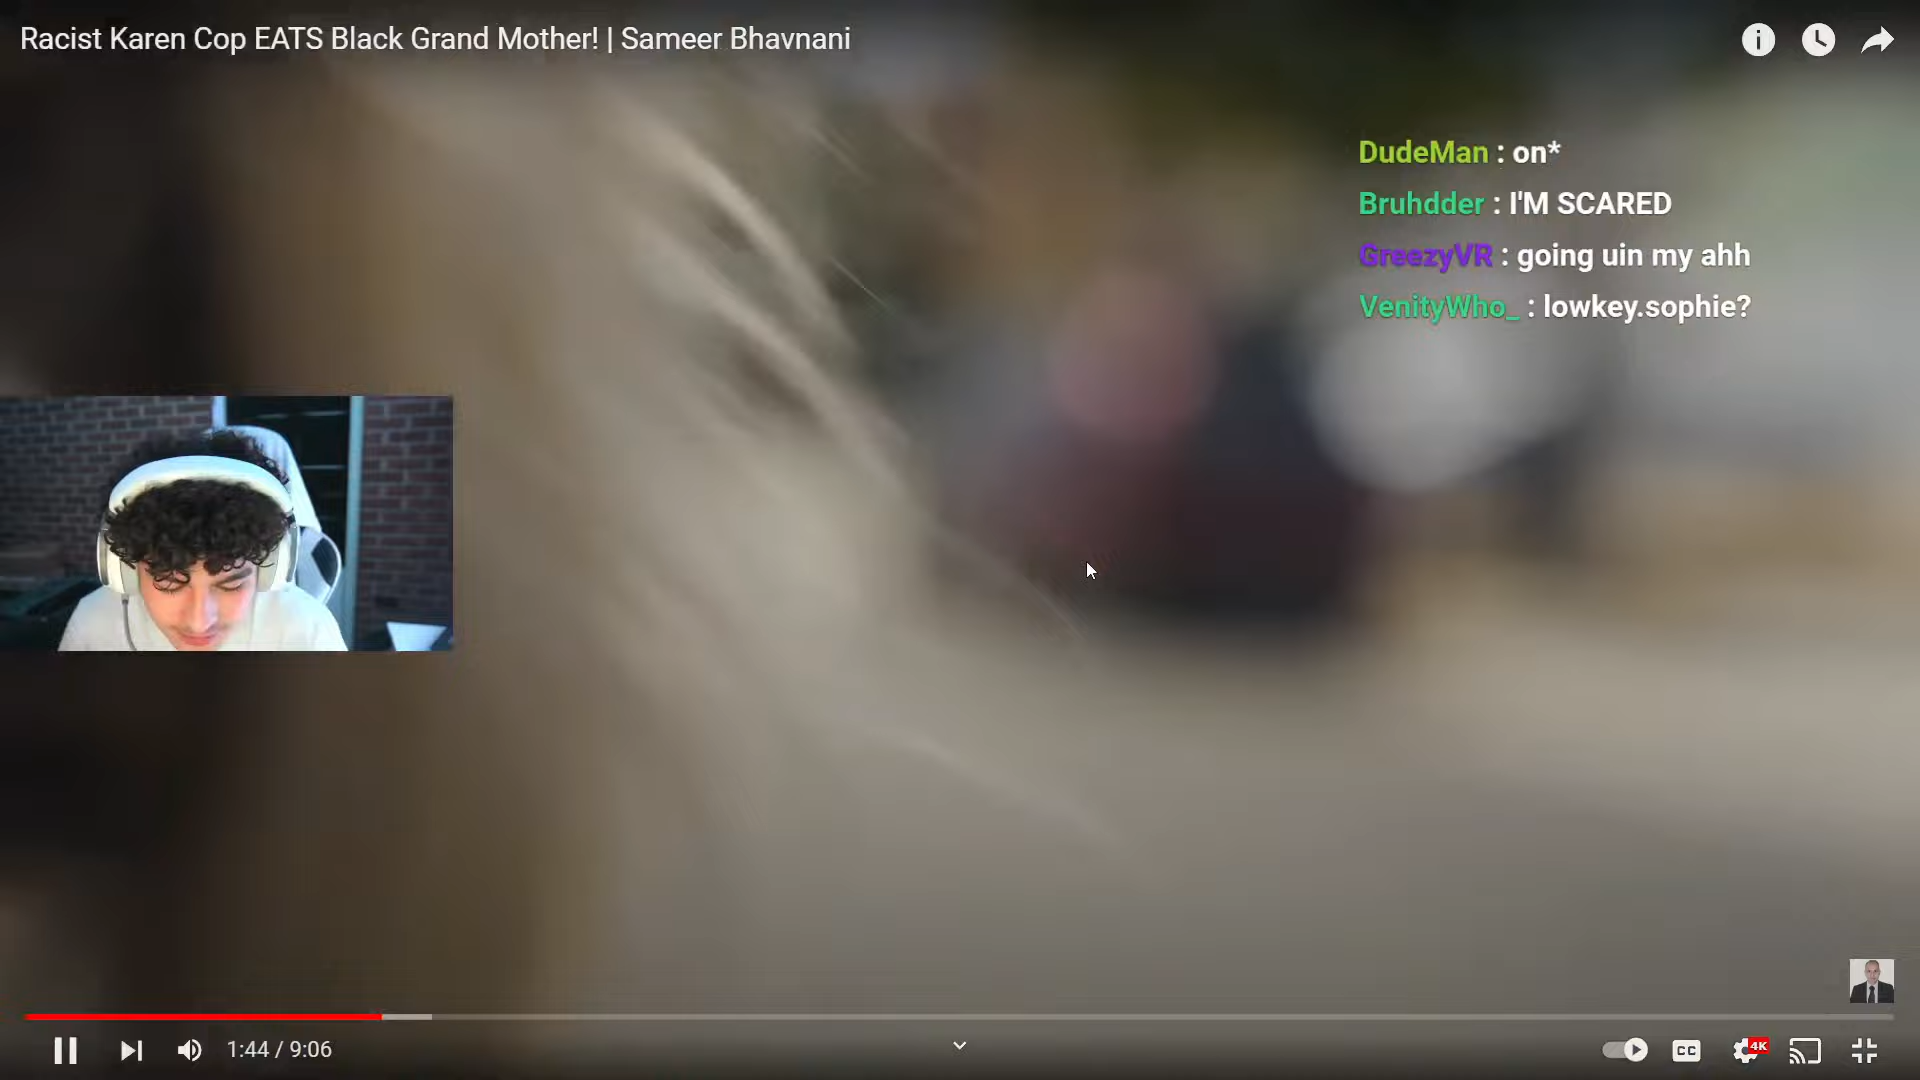 Racist Karen Cop EATS Black Grand Mother! | Sameer Bhavnani
DudeMan : on*
Bruhdder : I'M SCARED
GreezyVR : going uin my ahh
VenityWho_ : lowkey.sophie?
1:44 / 9:06
CC
4K